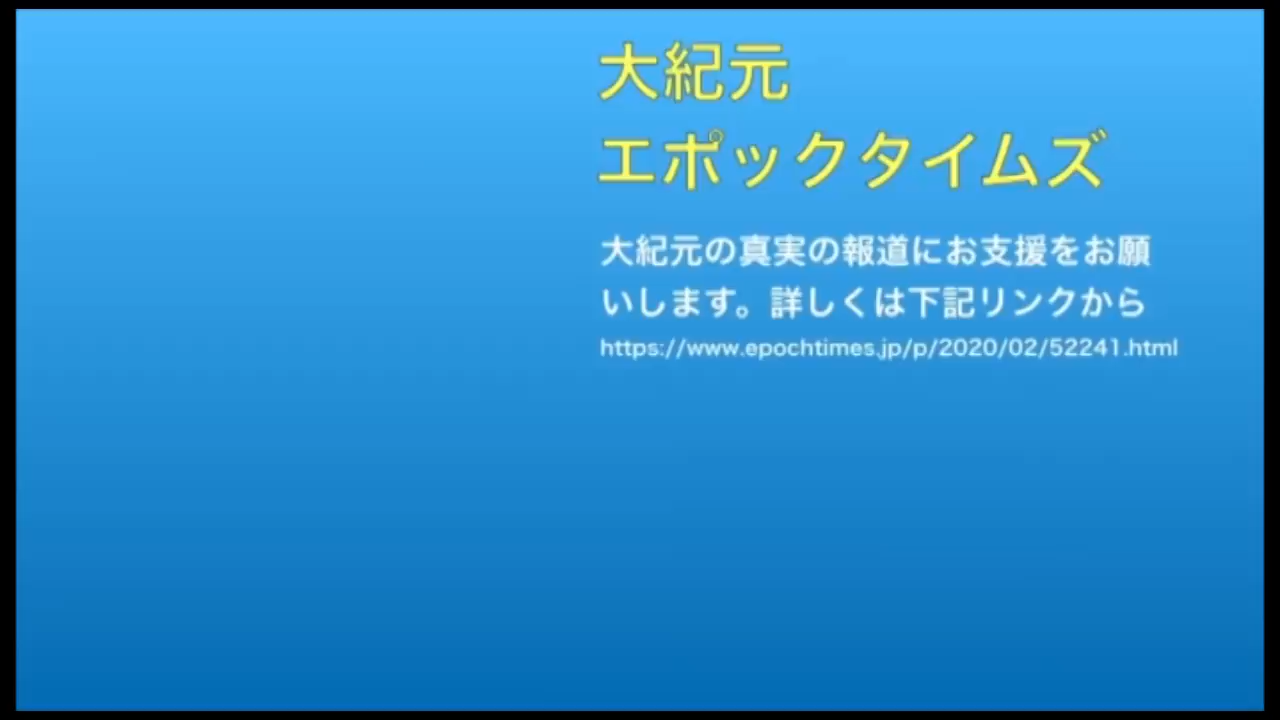 大紀元
エポックタイムズ
大紀元の真実の報道にお支援をお願
いします。詳しくは下記リンクから
https://www.epochtimes.jp/p/2020/02/52241.html